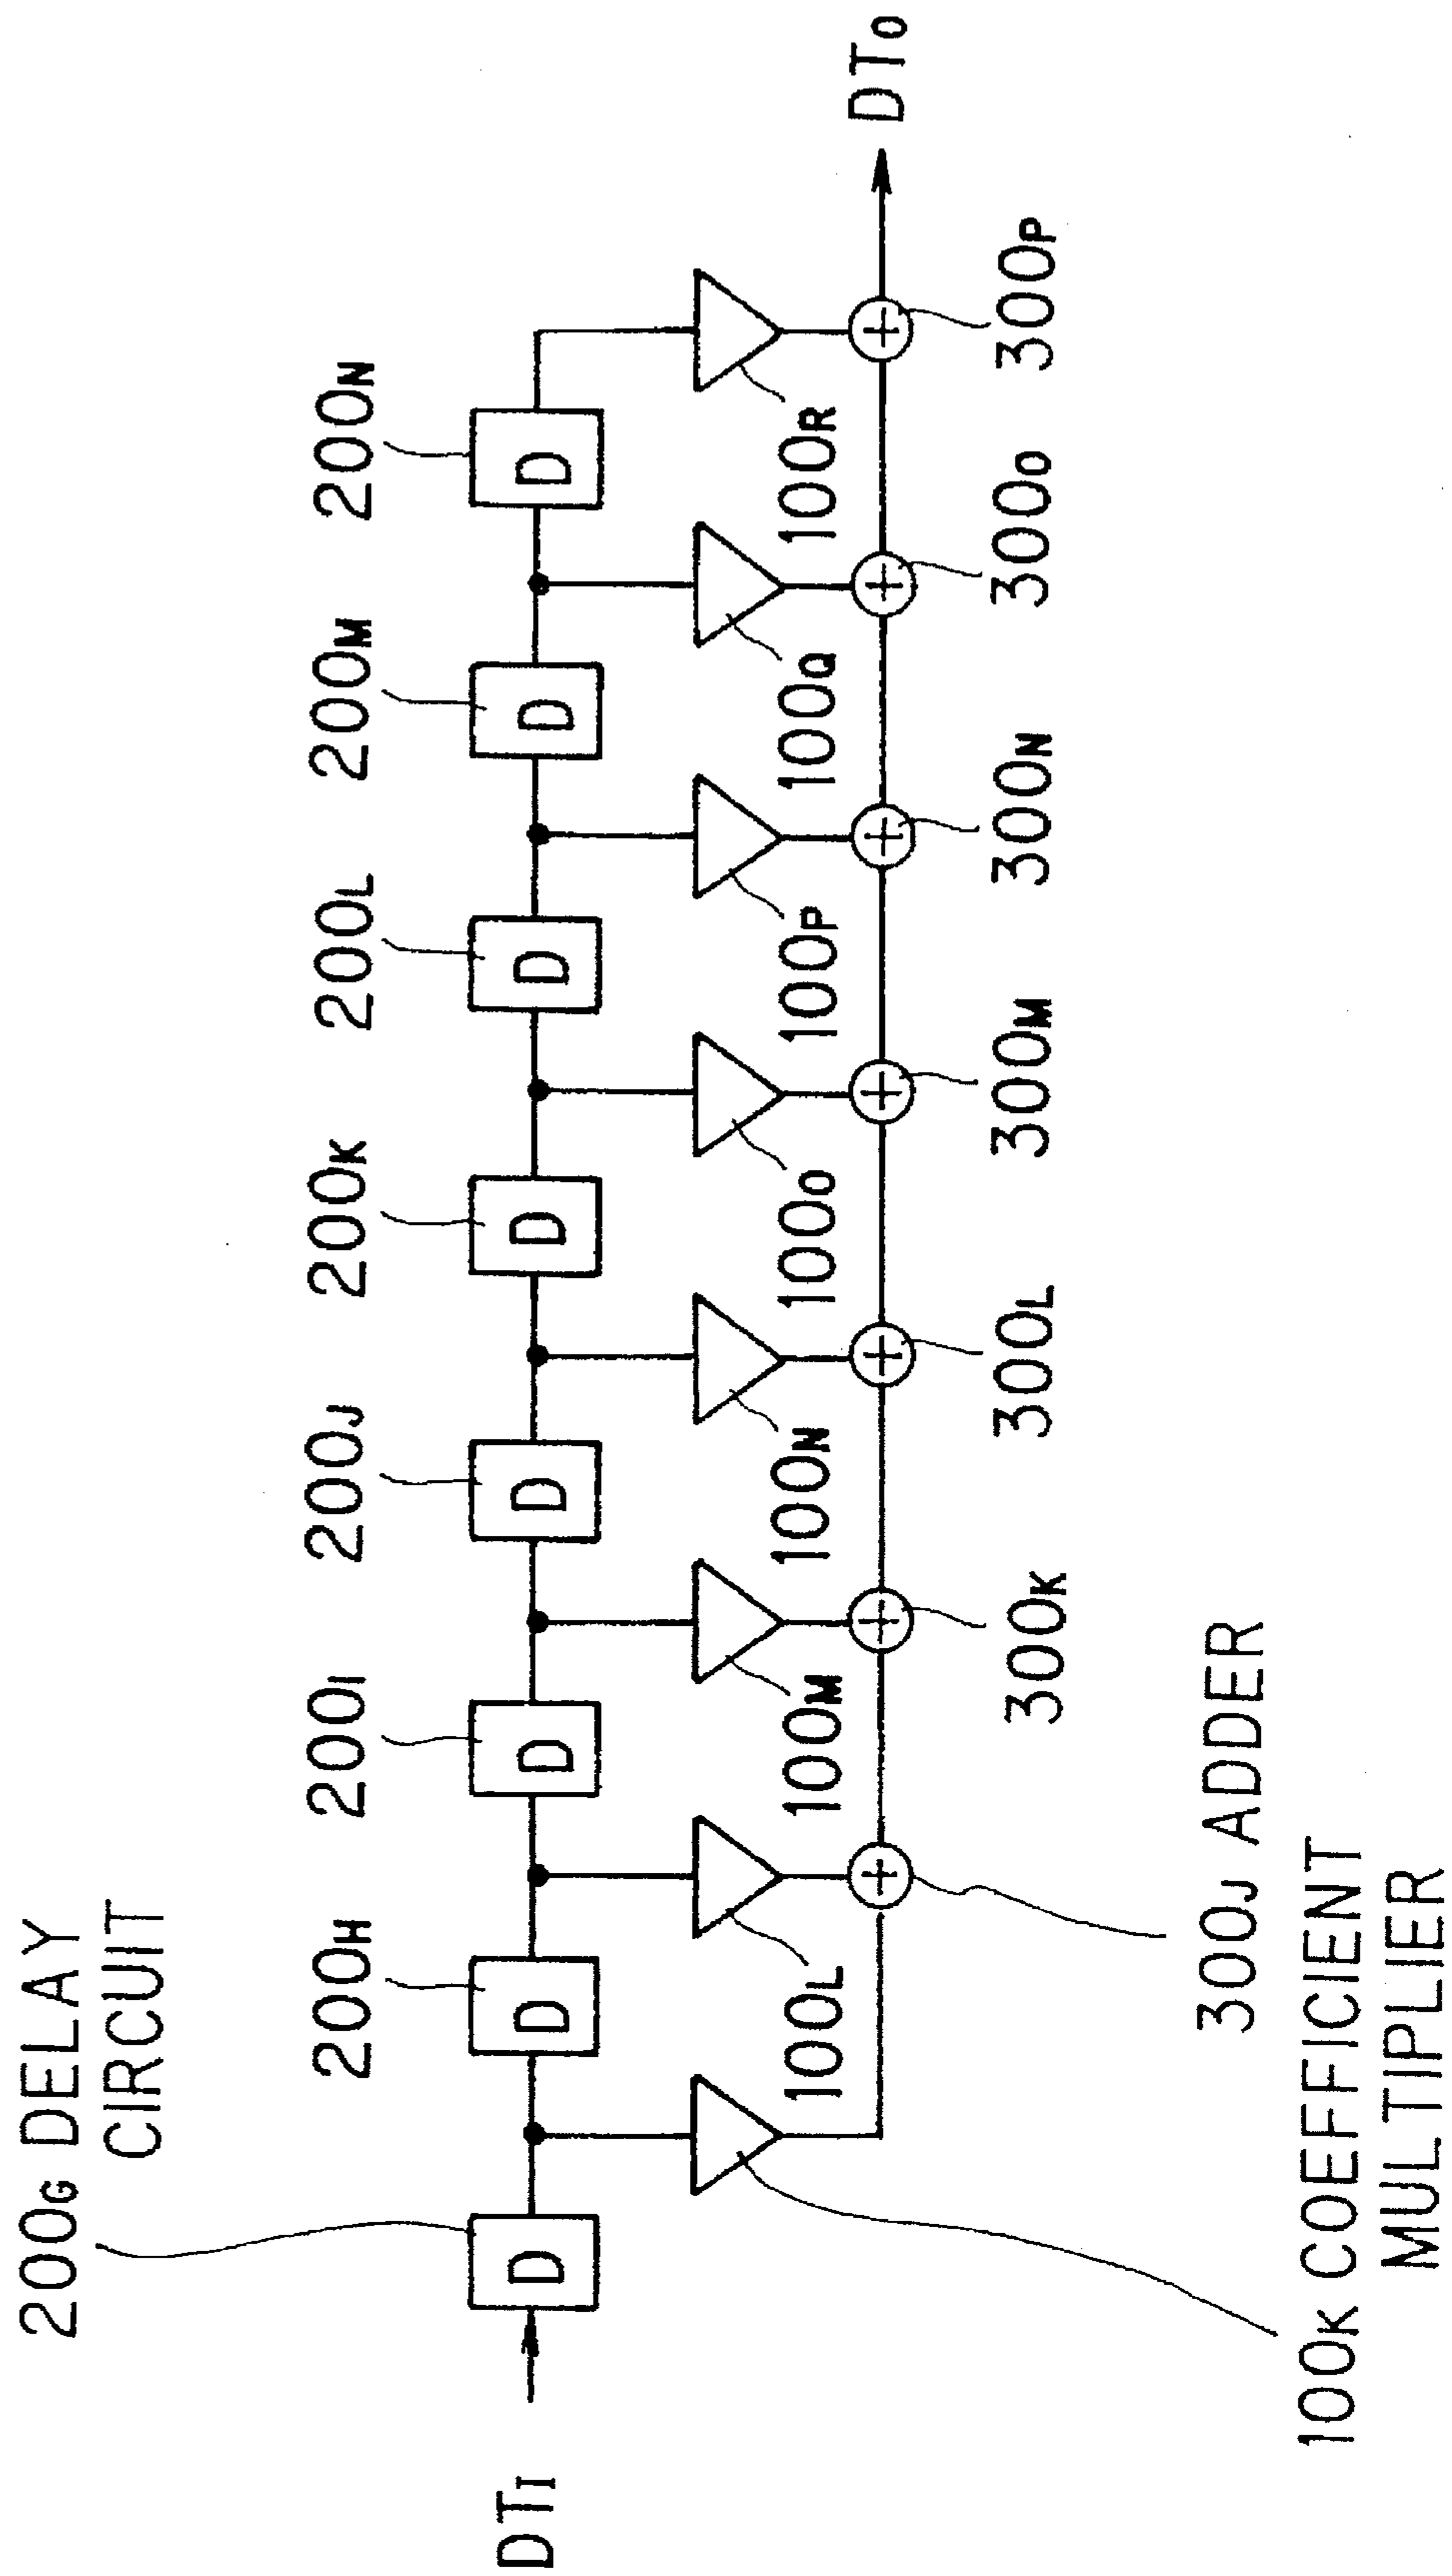 200G DELAY
CIRCUIT
200H
200I
200J
200K
200L
200M
200N
DTI
D
D
D
D
D
D
D
D
100L
100M
100N
100O
100P
100Q
100R
DTO
300K
300L
300M
300N
300O
300P
300J ADDER
100K COEFFICIENT
MULTIPLIER